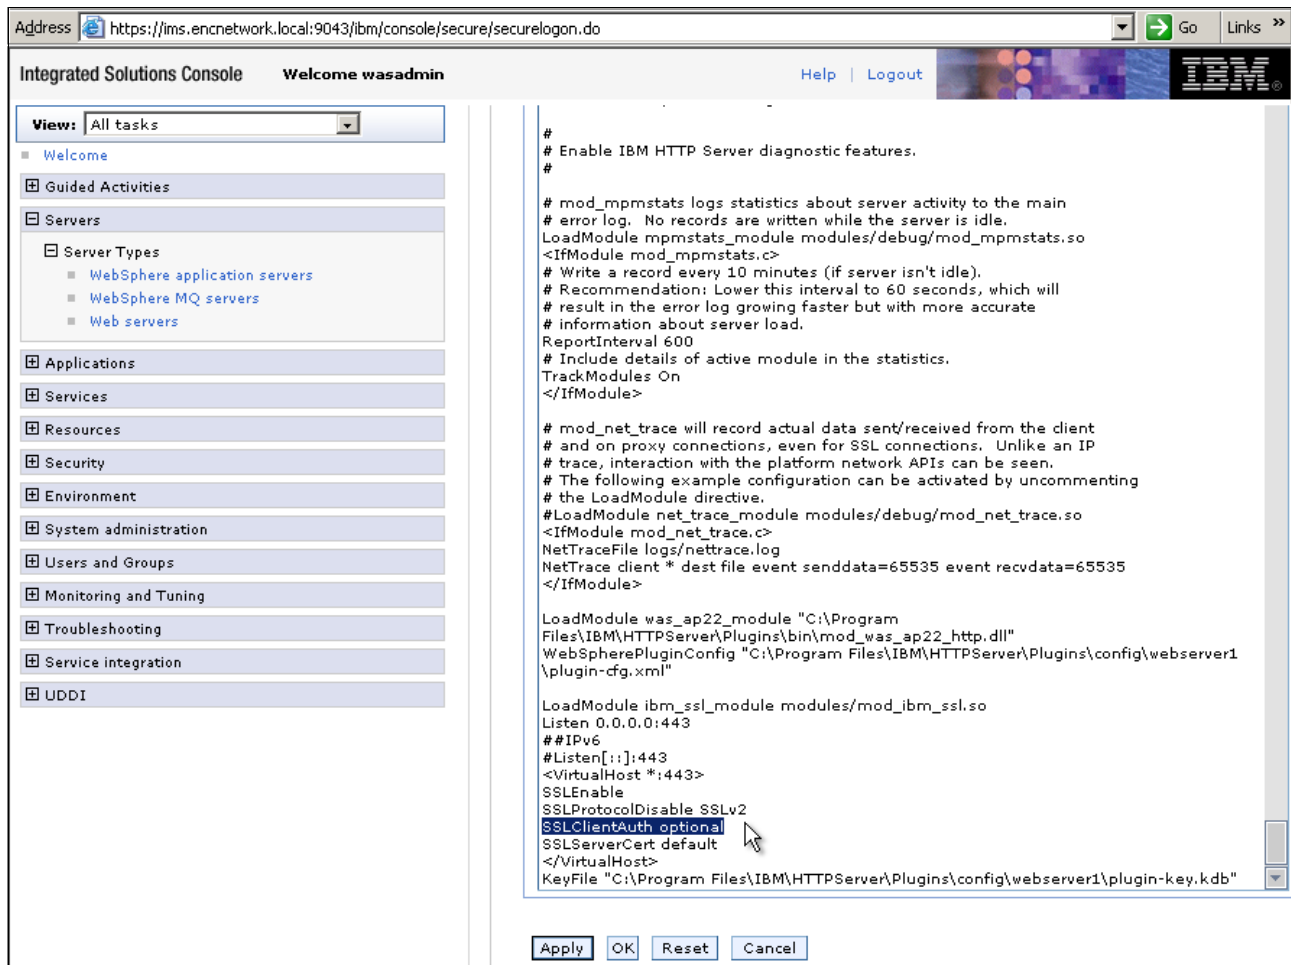 Address https://ims.encnetwork.local:9043/ibm/console/secure/securelogon.do Go Links »
Integrated Solutions Console Welcome wasadmin Help | Logout IBM®
View: All tasks
Welcome
Guided Activities
Servers
Server Types
WebSphere application servers
WebSphere MQ servers
Web servers
Applications
Services
Resources
Security
Environment
System administration
Users and Groups
Monitoring and Tuning
Troubleshooting
Service integration
UDDI
#
# Enable IBM HTTP Server diagnostic features.
#
# mod_mpmstats logs statistics about server activity to the main
# error log.  No records are written while the server is idle.
LoadModule mpmstats_module modules/debug/mod_mpmstats.so
<IfModule mod_mpmstats.c>
# Write a record every 10 minutes (if server isn't idle).
# Recommendation: Lower this interval to 60 seconds, which will
# result in the error log growing faster but with more accurate
# information about server load.
ReportInterval 600
# Include details of active module in the statistics.
TrackModules On
</IfModule>
# mod_net_trace will record actual data sent/received from the client
# and on proxy connections, even for SSL connections.  Unlike an IP
# trace, interaction with the platform network APIs can be seen.
# The following example configuration can be activated by uncommenting
# the LoadModule directive.
#LoadModule net_trace_module modules/debug/mod_net_trace.so
<IfModule mod_net_trace.c>
NetTraceFile logs/nettrace.log
NetTrace client * dest file event senddata=65535 event recvdata=65535
</IfModule>
LoadModule was_ap22_module "C:\Program
Files\IBM\HTTPServer\Plugins\bin\mod_was_ap22_http.dll"
WebSpherePluginConfig "C:\Program Files\IBM\HTTPServer\Plugins\config\webserver1
\plugin-cfg.xml"
LoadModule ibm_ssl_module modules/mod_ibm_ssl.so
Listen 0.0.0.0:443
##IPv6
#Listen[::]:443
<VirtualHost *:443>
SSLEnable
SSLProtocolDisable SSLv2
SSLClientAuth optional
SSLServerCert default
</VirtualHost>
KeyFile "C:\Program Files\IBM\HTTPServer\Plugins\config\webserver1\plugin-key.kdb"
Apply OK Reset Cancel